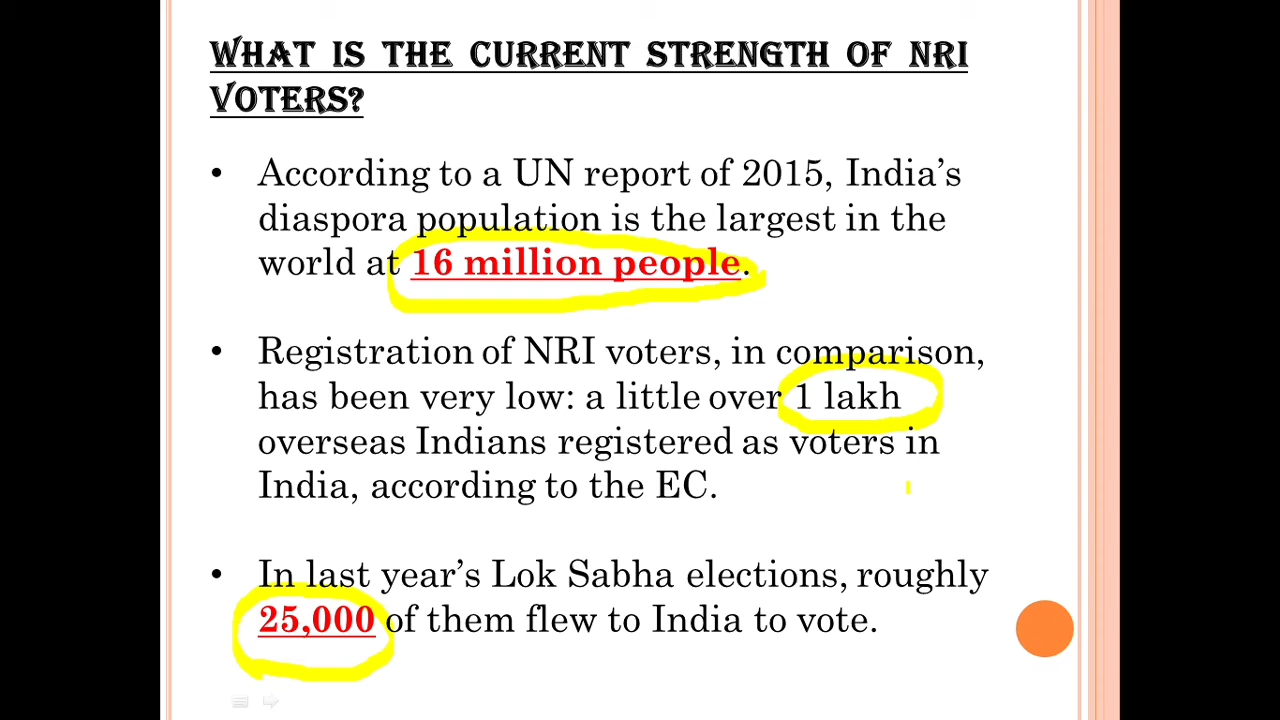 WHAT IS THE CURRENT STRENGTH OF NRI
VOTERS?
• According to a UN report of 2015, India’s
diaspora population is the largest in the
world at 16 million people.
• Registration of NRI voters, in comparison,
has been very low: a little over 1 lakh
overseas Indians registered as voters in
India, according to the EC.
• In last year’s Lok Sabha elections, roughly
25,000 of them flew to India to vote.